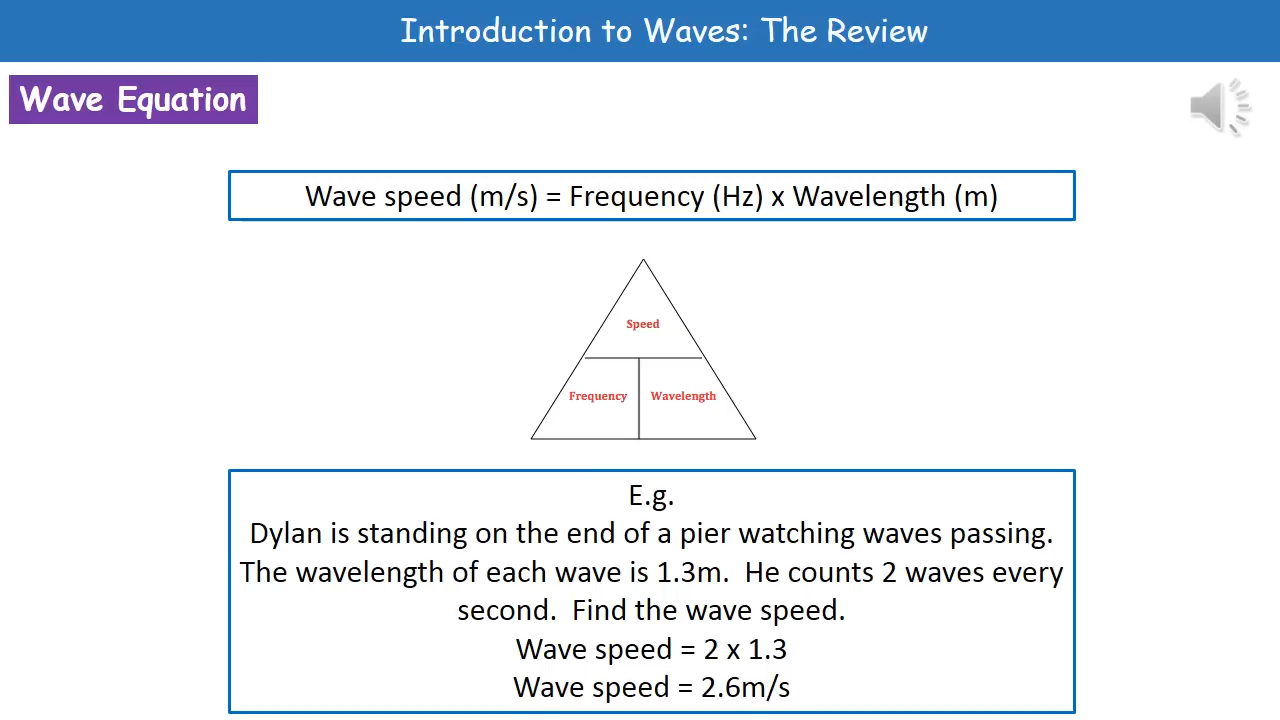 Introduction to Waves: The Review
Wave Equation
Wave speed (m/s) = Frequency (Hz) x Wavelength (m)
Speed
Frequency Wavelength
E.g.
Dylan is standing on the end of a pier watching waves passing.
The wavelength of each wave is 1.3m.  He counts 2 waves every
second.  Find the wave speed.
Wave speed = 2 x 1.3
Wave speed = 2.6m/s